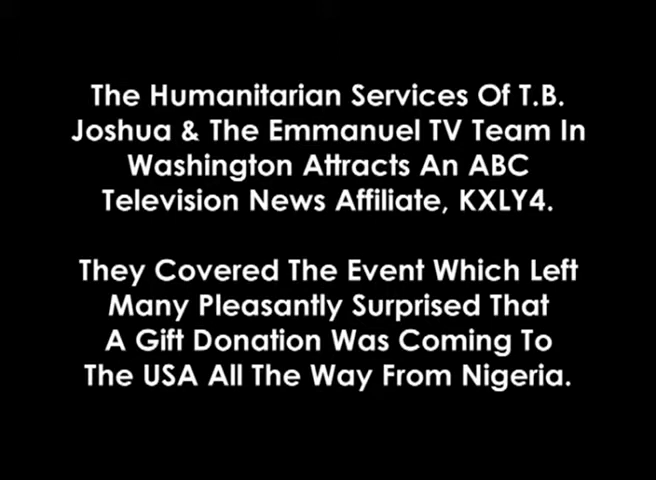 The Humanitarian Services Of T.B.
Joshua & The Emmanuel TV Team In
Washington Attracts An ABC
Television News Affiliate, KXLY4.
They Covered The Event Which Left
Many Pleasantly Surprised That
A Gift Donation Was Coming To
The USA All The Way From Nigeria.